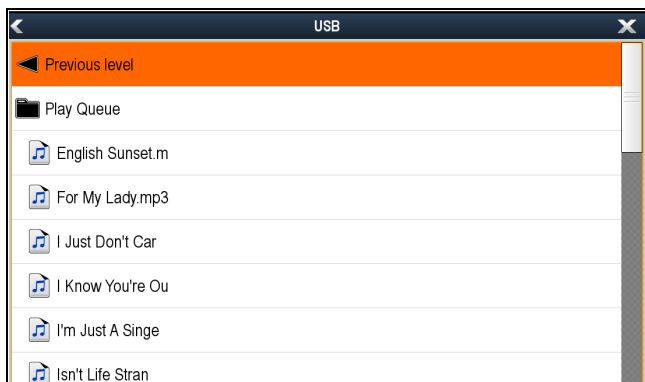 USB
Previous level
Play Queue
English Sunset.m
For My Lady.mp3
I Just Don't Car
I Know You're Ou
I'm Just A Singe
Isn't Life Stran